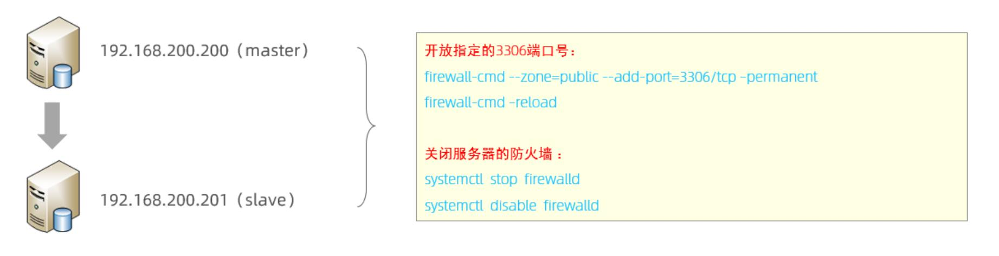 192.168.200.200（master）
开放指定的3306端口号：
firewall-cmd --zone=public --add-port=3306/tcp -permanent
firewall-cmd -reload
关闭服务器的防火墙：
systemctl stop firewalld
192.168.200.201（slave）
systemctl disable firewalld